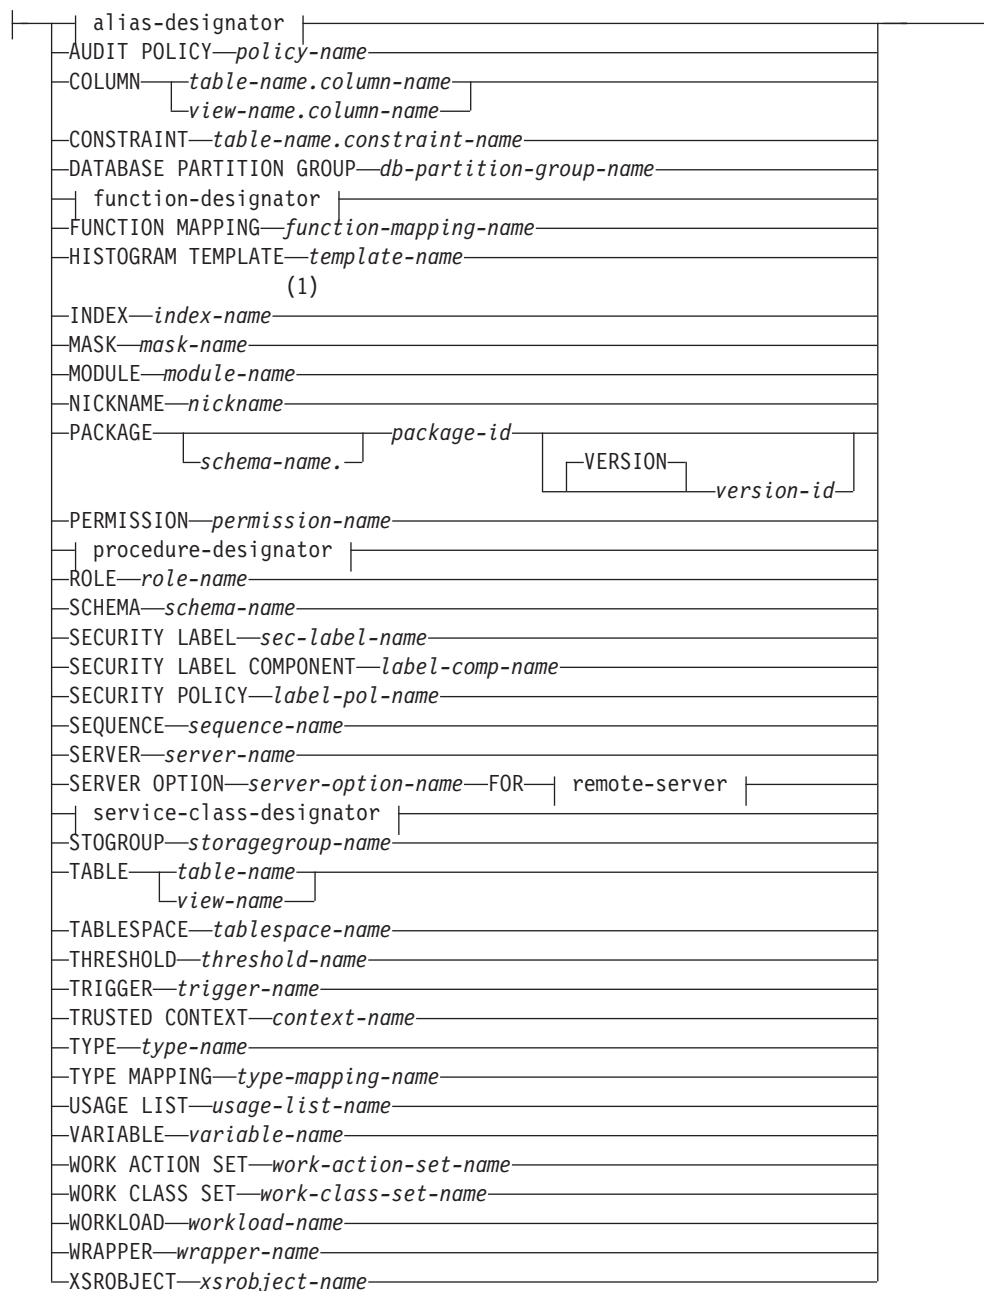 alias-designator
AUDIT POLICY policy-name
COLUMN table-name.column-name
view-name.column-name
CONSTRAINT table-name.constraint-name
DATABASE PARTITION GROUP db-partition-group-name
function-designator
FUNCTION MAPPING function-mapping-name
HISTOGRAM TEMPLATE template-name
(1)
INDEX index-name
MASK mask-name
MODULE module-name
NICKNAME nickname
PACKAGE package-id
schema-name. VERSION
version-id
PERMISSION permission-name
procedure-designator
ROLE role-name
SCHEMA schema-name
SECURITY LABEL sec-label-name
SECURITY LABEL COMPONENT label-comp-name
SECURITY POLICY label-pol-name
SEQUENCE sequence-name
SERVER server-name
SERVER OPTION server-option-name FOR remote-server
service-class-designator
STOGROUP storagegroup-name
TABLE table-name
view-name
TABLESPACE tablespace-name
THRESHOLD threshold-name
TRIGGER trigger-name
TRUSTED CONTEXT context-name
TYPE type-name
TYPE MAPPING type-mapping-name
USAGE LIST usage-list-name
VARIABLE variable-name
WORK ACTION SET work-action-set-name
WORK CLASS SET work-class-set-name
WORKLOAD workload-name
WRAPPER wrapper-name
XSROBJECT xsrobject-name